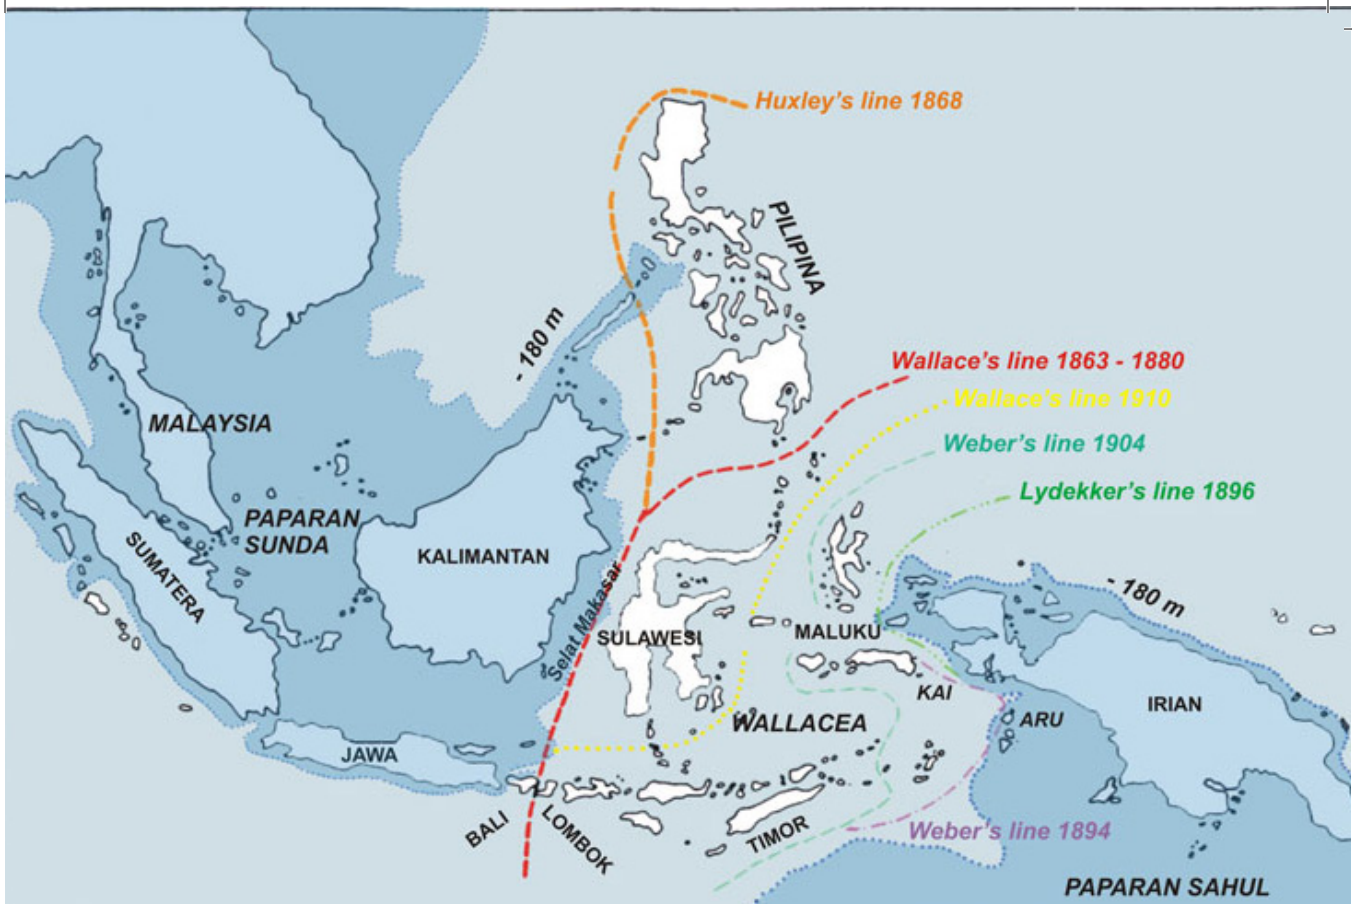 Huxley's line 1868
PILIPINA
- 180 m
Wallace's line 1863 - 1880
Wallace's line 1910
MALAYSIA
Weber's line 1904
Lydekker's line 1896
PAPARAN
SUNDA
SUMATERA
KALIMANTAN
Selat Makasar
SULAWESI
MALUKU
- 180 m
KAI
IRIAN
ARU
WALLACEA
JAWA
BALI
LOMBOK
TIMOR
Weber's line 1894
PAPARAN SAHUL